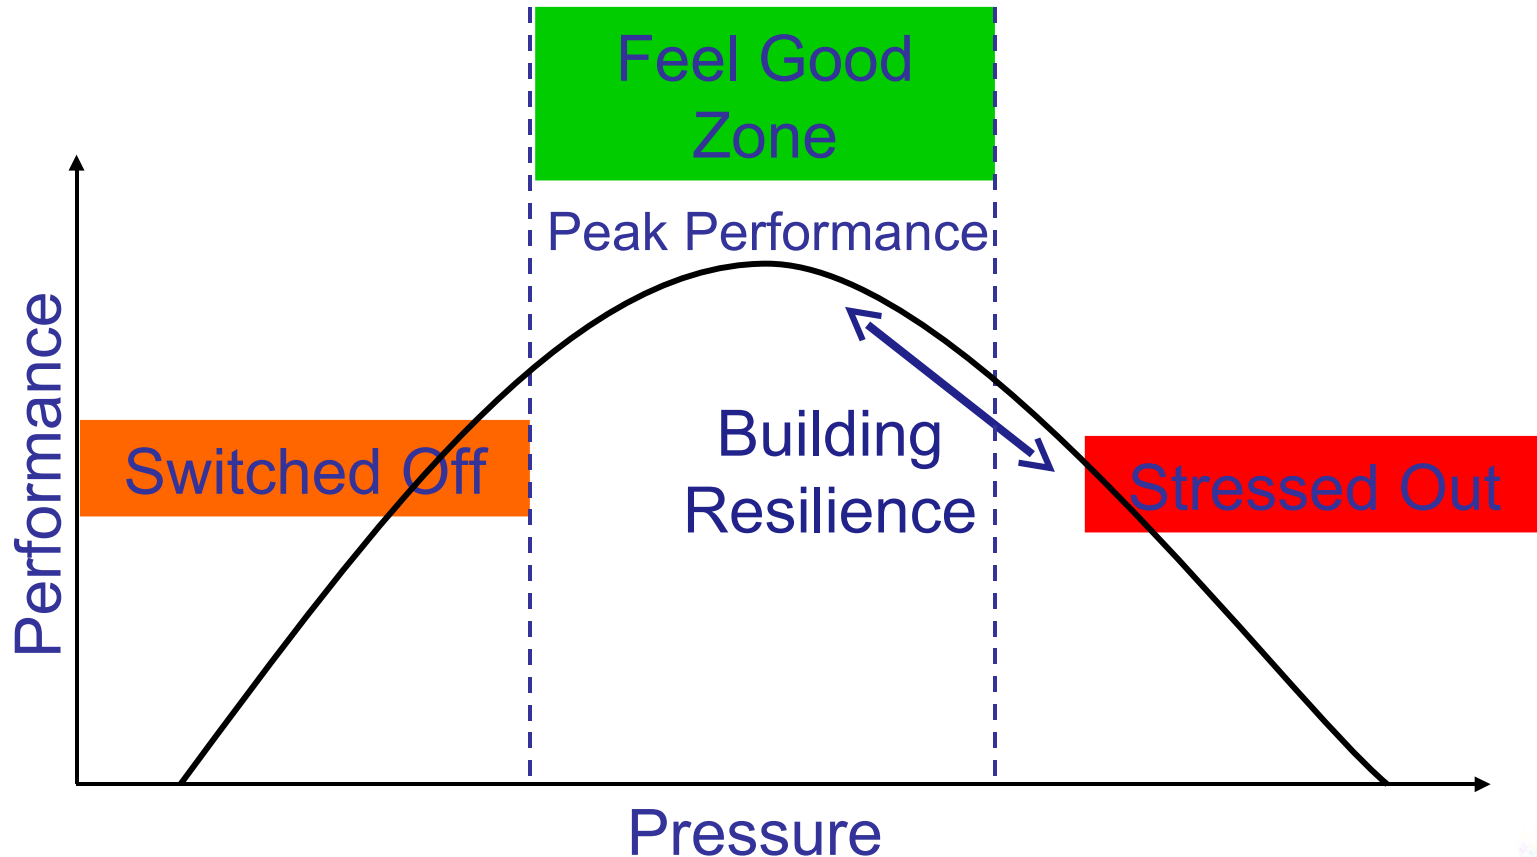 Feel Good
Zone
Peak Performance
Performance
Switched Off
Building
Resilience
Stressed Out
Pressure